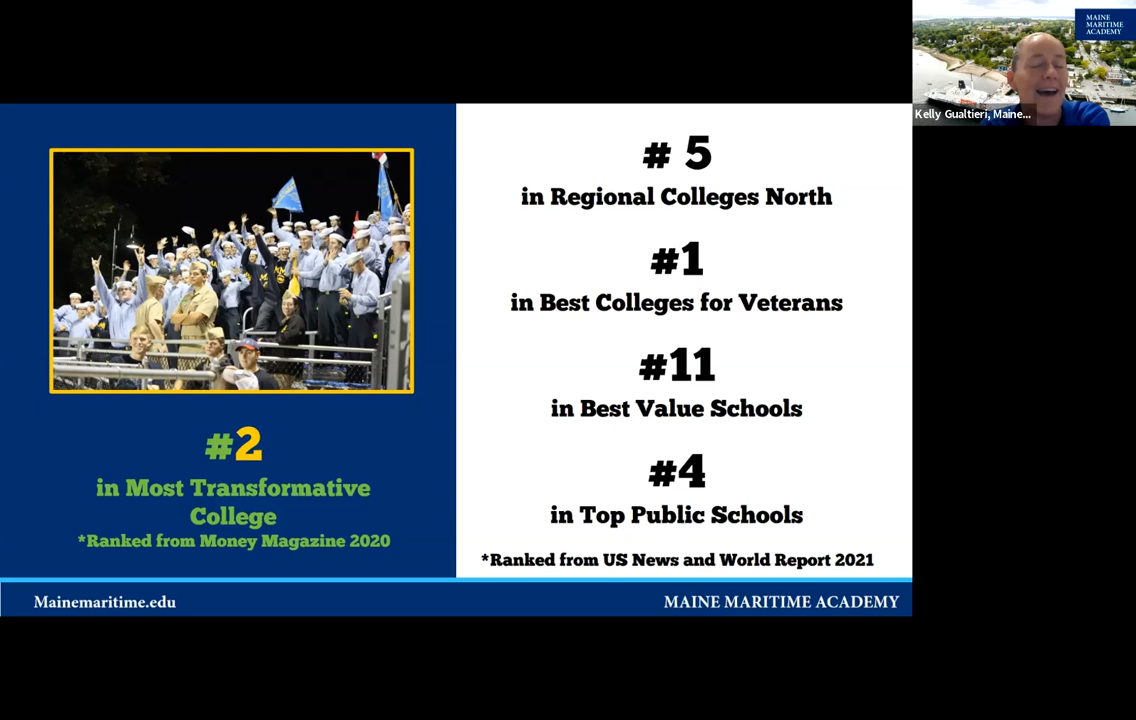 MAINE
MARITIME
ACADEMY
Kelly Gualtieri, Maine...
# 5
in Regional Colleges North
#1
in Best Colleges for Veterans
#11
in Best Value Schools
#4
in Top Public Schools
*Ranked from US News and World Report 2021
#2
in Most Transformative
College
*Ranked from Money Magazine 2020
Mainemaritime.edu
MAINE MARITIME ACADEMY